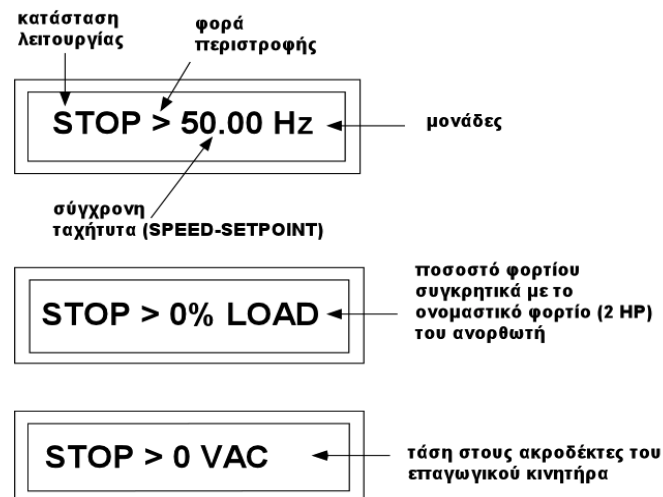 κατάσταση
λειτουργίας
φορά
περιστροφής
STOP > 50.00 Hz
μονάδες
σύγχρονη
ταχήτυτα (SPEED-SETPOINT)
STOP > 0% LOAD
ποσοστό φορτίου
συγκρητικά με το
ονομαστικό φορτίο (2 HP)
του ανορθωτή
STOP > 0 VAC
τάση στους ακροδέκτες του
επαγωγικού κινητήρα